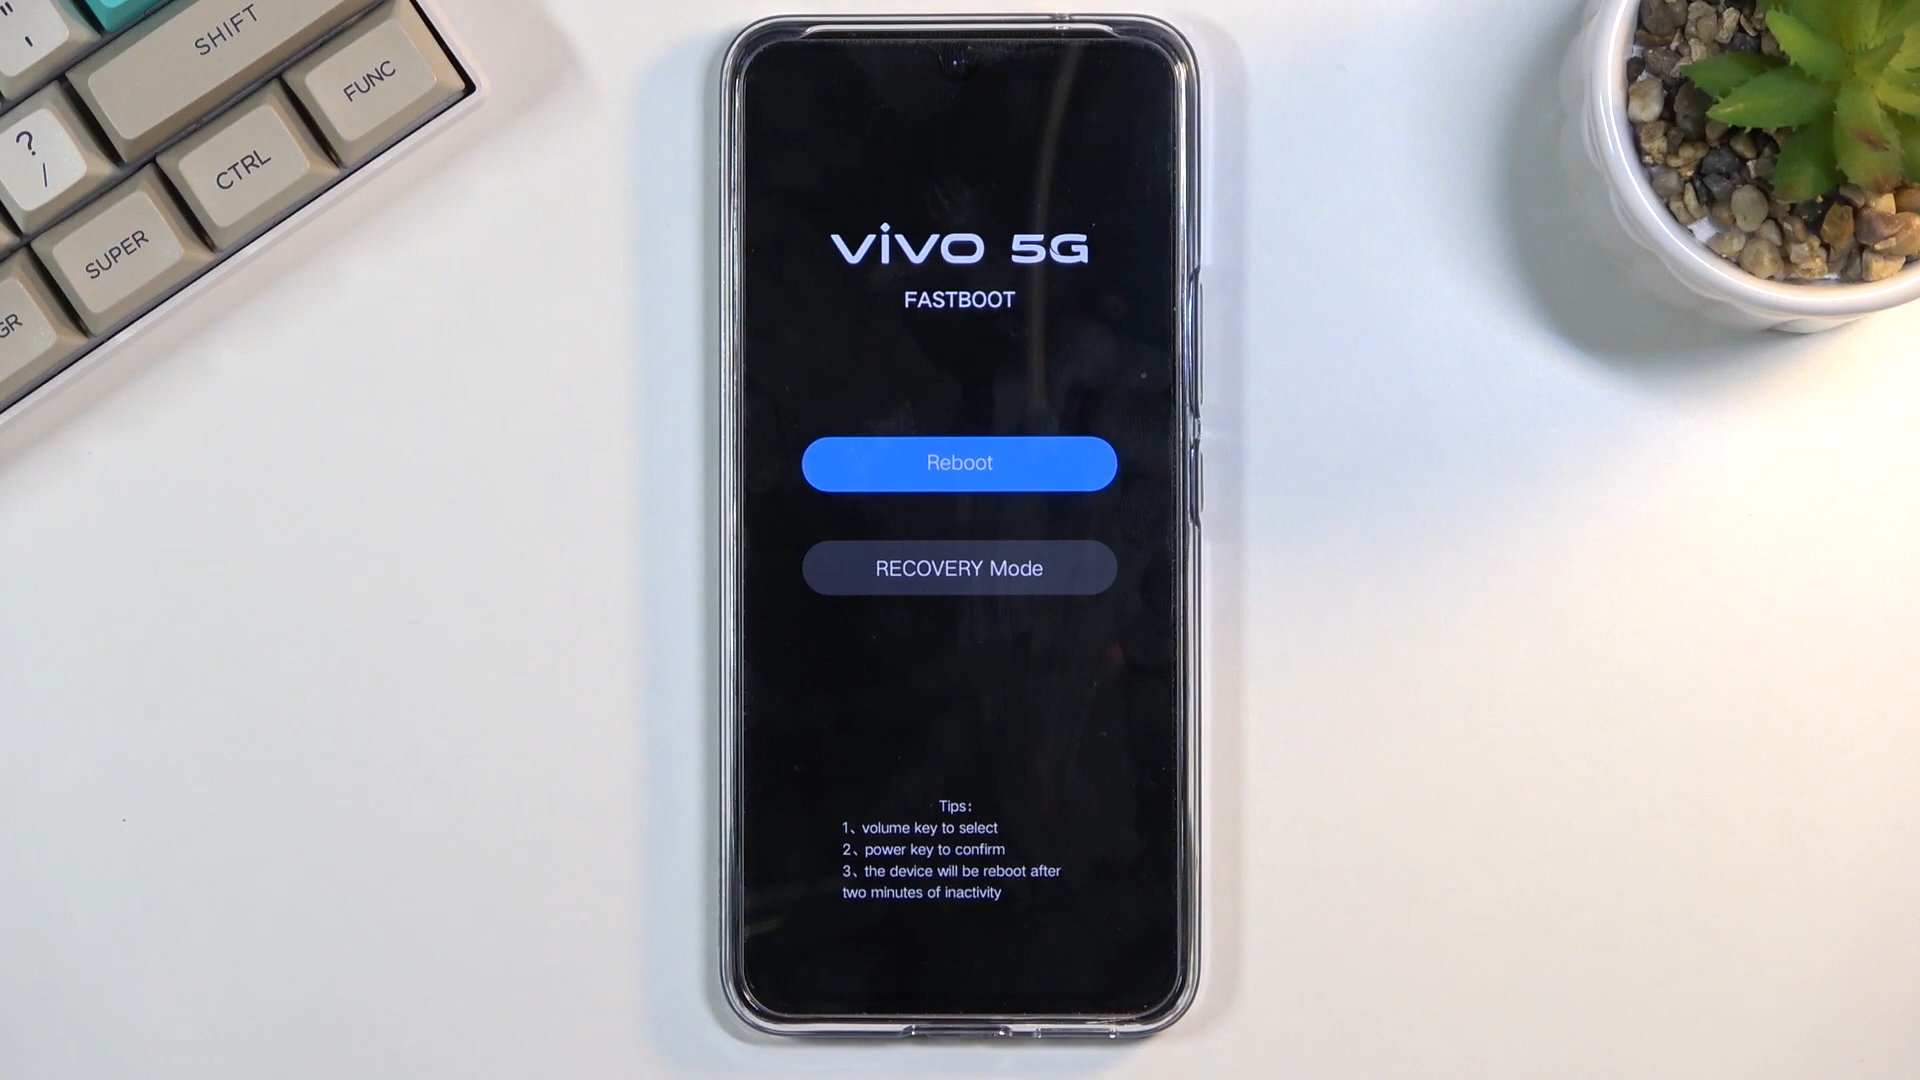 "
'
SHIFT
FUNC
?
/
CTRL
SUPER
GR
vivo 5G
FASTBOOT
Reboot
RECOVERY Mode
Tips:
1、volume key to select
2、power key to confirm
3、the device will be reboot after
two minutes of inactivity